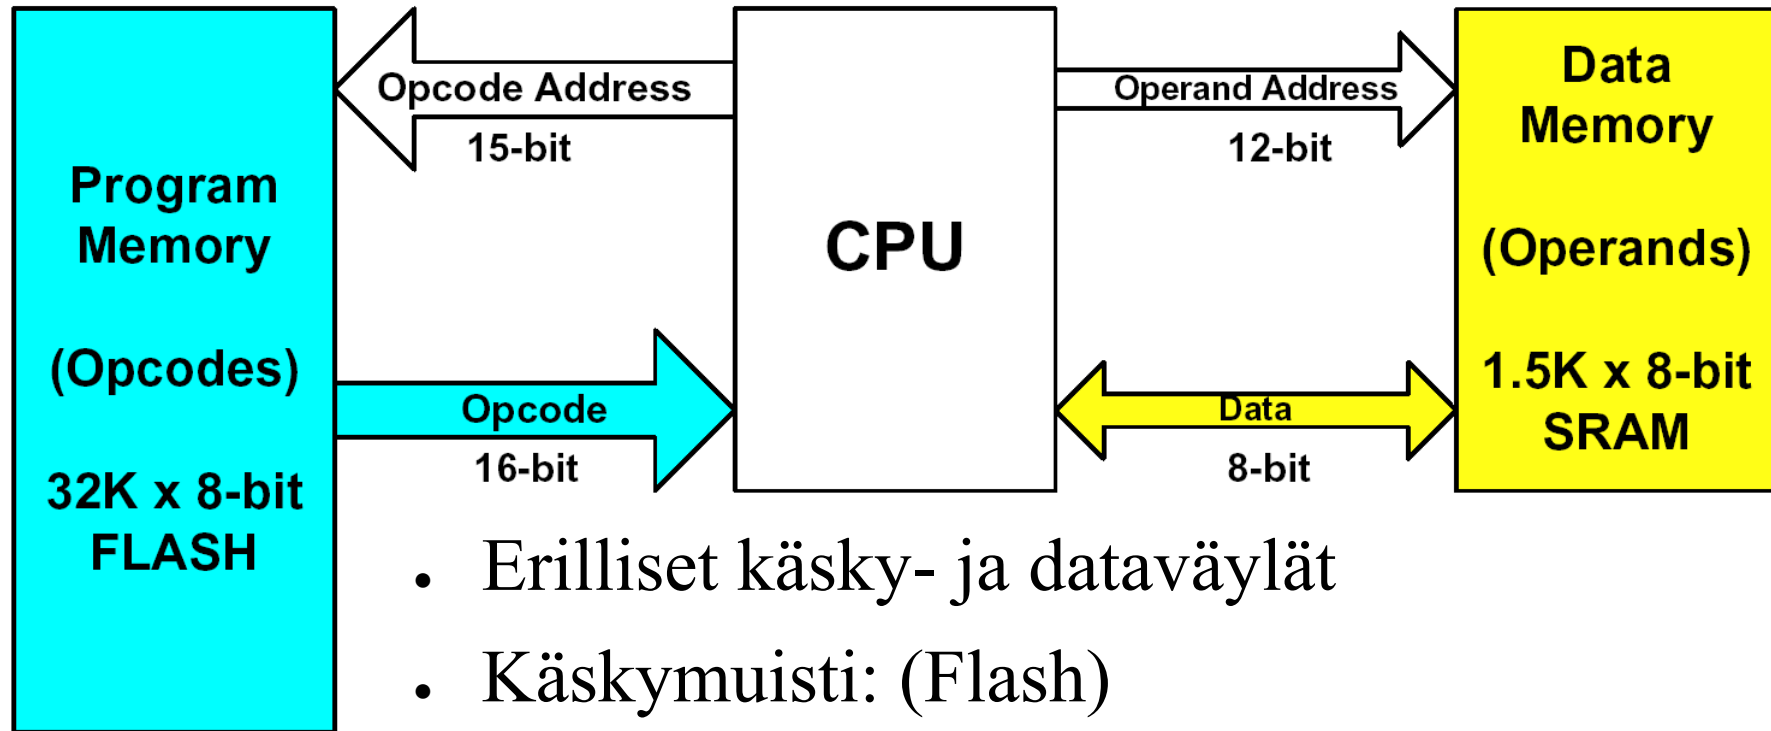 Program
Memory
(Opcodes)
32K x 8-bit
FLASH
Opcode Address
15-bit
Opcode
16-bit
CPU
Operand Address
12-bit
Data
8-bit
Data
Memory
(Operands)
1.5K x 8-bit
SRAM
• Erilliset käsky- ja dataväylät
• Käskymuisti: (Flash)